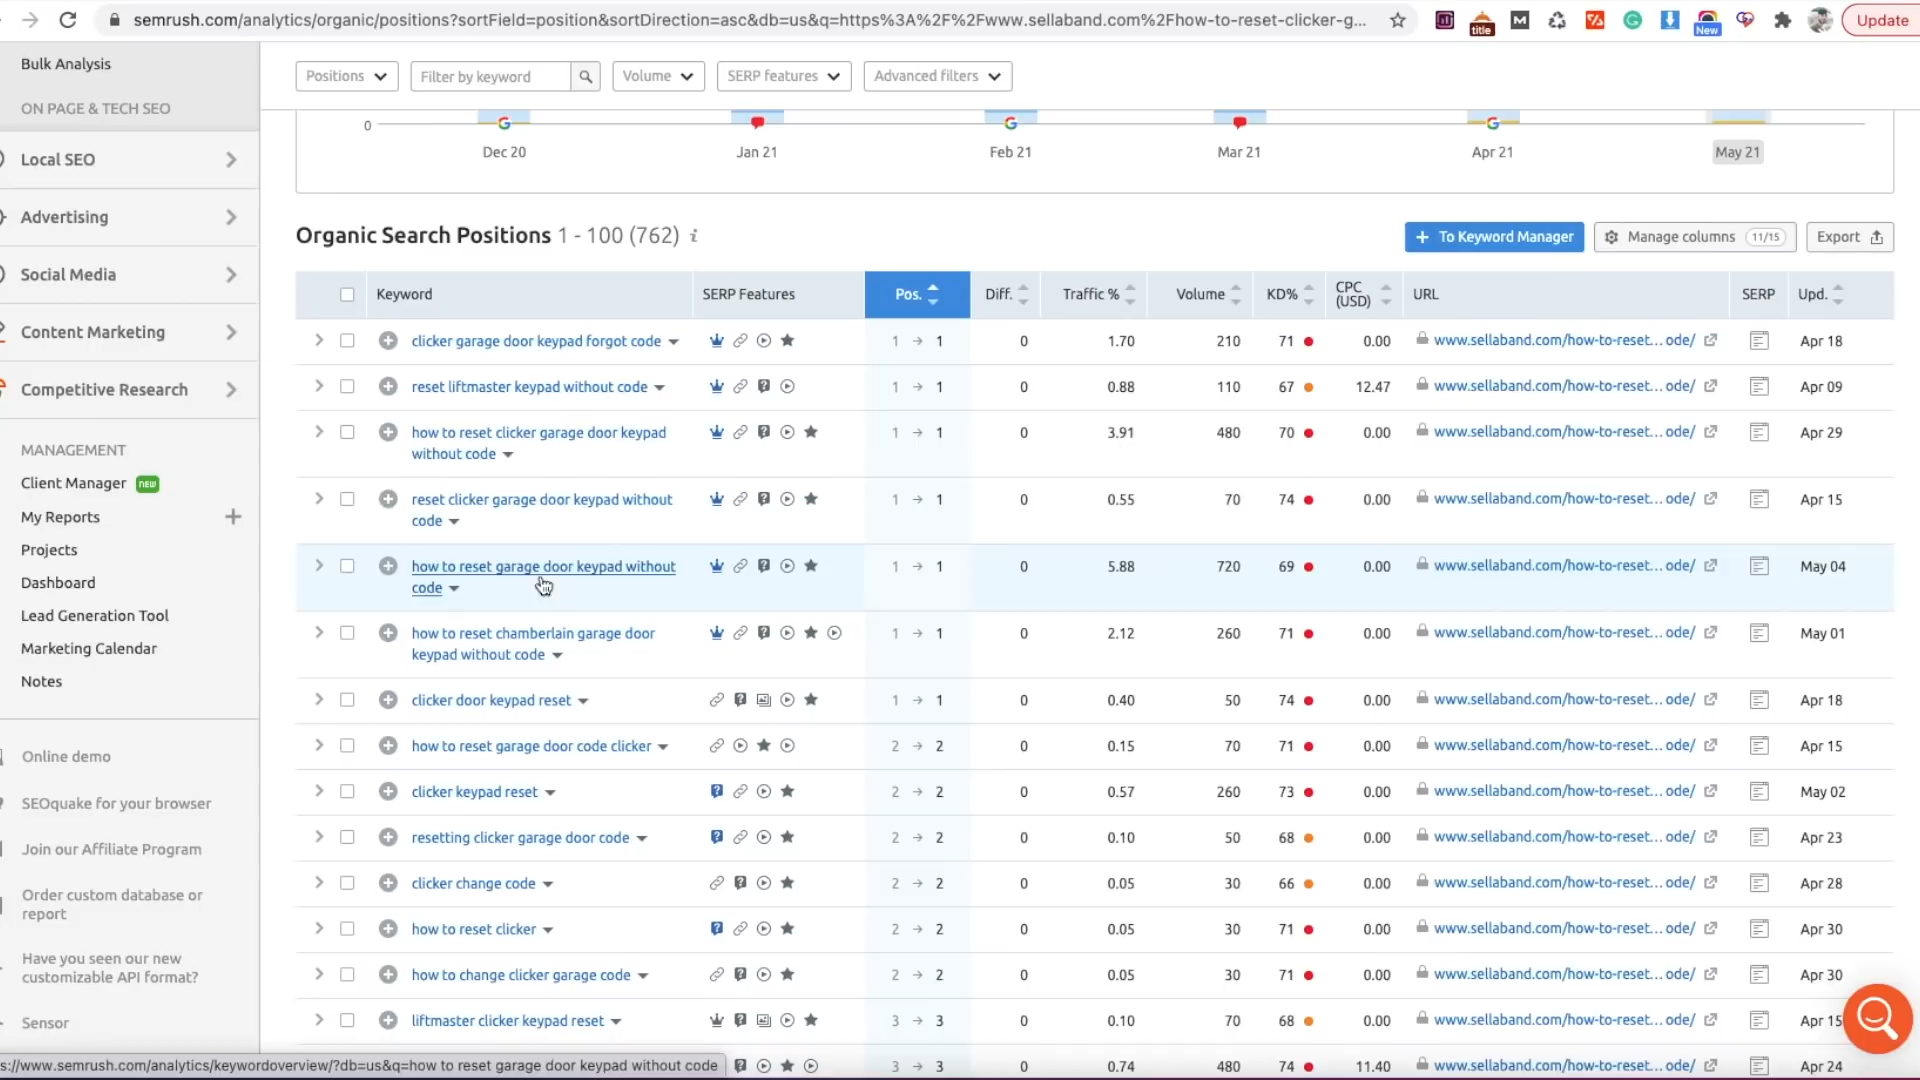 semrush.com/analytics/organic/positions?sortField=position&sortDirection=asc&db=us&q=https%3A%2F%2Fwww.sellaband.com%2Fhow-to-reset-clicker-g...
title
New
Update
Bulk Analysis
ON PAGE & TECH SEO
Local SEO
Advertising
Social Media
Content Marketing
Competitive Research
MANAGEMENT
Client Manager NEW
My Reports +
Projects
Dashboard
Lead Generation Tool
Marketing Calendar
Notes
Online demo
SEOquake for your browser
Join our Affiliate Program
Order custom database or
report
Have you seen our new
customizable API format?
Sensor
Positions
Filter by keyword
Volume
SERP features
Advanced filters
0
Dec 20 Jan 21 Feb 21 Mar 21 Apr 21 May 21
Organic Search Positions 1 - 100 (762) i
+ To Keyword Manager
Manage columns 11/15
Export
Keyword SERP Features Pos. Diff. Traffic % Volume KD% CPC (USD) URL SERP Upd.
clicker garage door keypad forgot code 1 → 1 0 1.70 210 71 0.00 www.sellaband.com/how-to-reset... ode/ Apr 18
reset liftmaster keypad without code 1 → 1 0 0.88 110 67 12.47 www.sellaband.com/how-to-reset... ode/ Apr 09
how to reset clicker garage door keypad 1 → 1 0 3.91 480 70 0.00 www.sellaband.com/how-to-reset... ode/ Apr 29
without code
reset clicker garage door keypad without 1 → 1 0 0.55 70 74 0.00 www.sellaband.com/how-to-reset... ode/ Apr 15
code
how to reset garage door keypad without 1 → 1 0 5.88 720 69 0.00 www.sellaband.com/how-to-reset... ode/ May 04
code
how to reset chamberlain garage door 1 → 1 0 2.12 260 71 0.00 www.sellaband.com/how-to-reset... ode/ May 01
keypad without code
clicker door keypad reset 1 → 1 0 0.40 50 74 0.00 www.sellaband.com/how-to-reset... ode/ Apr 18
how to reset garage door code clicker 2 → 2 0 0.15 70 71 0.00 www.sellaband.com/how-to-reset... ode/ Apr 15
clicker keypad reset 2 → 2 0 0.57 260 73 0.00 www.sellaband.com/how-to-reset... ode/ May 02
resetting clicker garage door code 2 → 2 0 0.10 50 68 0.00 www.sellaband.com/how-to-reset... ode/ Apr 23
clicker change code 2 → 2 0 0.05 30 66 0.00 www.sellaband.com/how-to-reset... ode/ Apr 28
how to reset clicker 2 → 2 0 0.05 30 71 0.00 www.sellaband.com/how-to-reset... ode/ Apr 30
how to change clicker garage code 2 → 2 0 0.05 30 71 0.00 www.sellaband.com/how-to-reset... ode/ Apr 30
liftmaster clicker keypad reset 3 → 3 0 0.10 70 68 0.00 www.sellaband.com/how-to-reset... ode/ Apr 15
3 → 3 0 0.74 480 74 11.40 www.sellaband.com/how-to-reset... ode/ Apr 24
s://www.semrush.com/analytics/keywordoverview/?db=us&q=how to reset garage door keypad without code